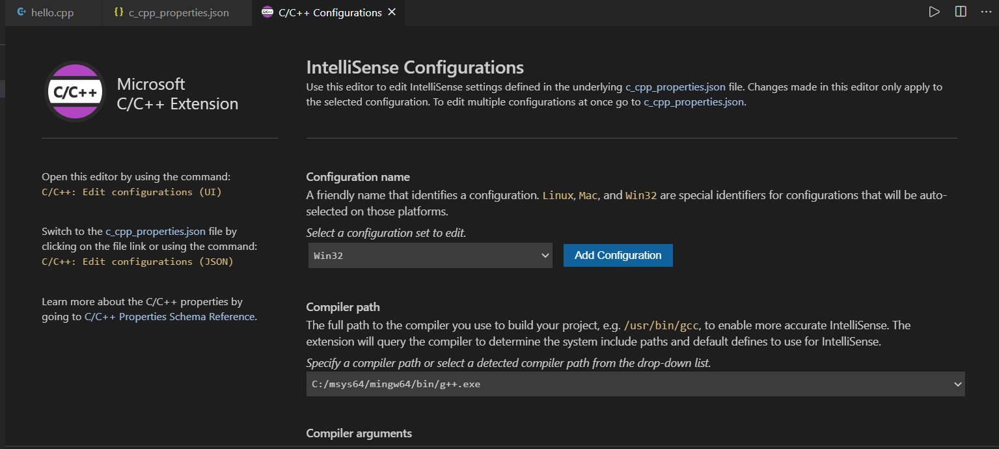 hello.cpp
{} c_cpp_properties.json
C/C++ C/C++ Configurations
C/C++
Microsoft
C/C++ Extension
Open this editor by using the command:
C/C++: Edit configurations (UI)
Switch to the c_cpp_properties.json file by
clicking on the file link or using the command:
C/C++: Edit configurations (JSON)
Learn more about the C/C++ properties by
going to C/C++ Properties Schema Reference.
IntelliSense Configurations
Use this editor to edit IntelliSense settings defined in the underlying c_cpp_properties.json file. Changes made in this editor only apply to
the selected configuration. To edit multiple configurations at once go to c_cpp_properties.json.
Configuration name
A friendly name that identifies a configuration. Linux, Mac, and Win32 are special identifiers for configurations that will be auto-
selected on those platforms.
Select a configuration set to edit.
Win32
Add Configuration
Compiler path
The full path to the compiler you use to build your project, e.g. /usr/bin/gcc, to enable more accurate IntelliSense. The
extension will query the compiler to determine the system include paths and default defines to use for IntelliSense.
Specify a compiler path or select a detected compiler path from the drop-down list.
C:/msys64/mingw64/bin/g++.exe
Compiler arguments